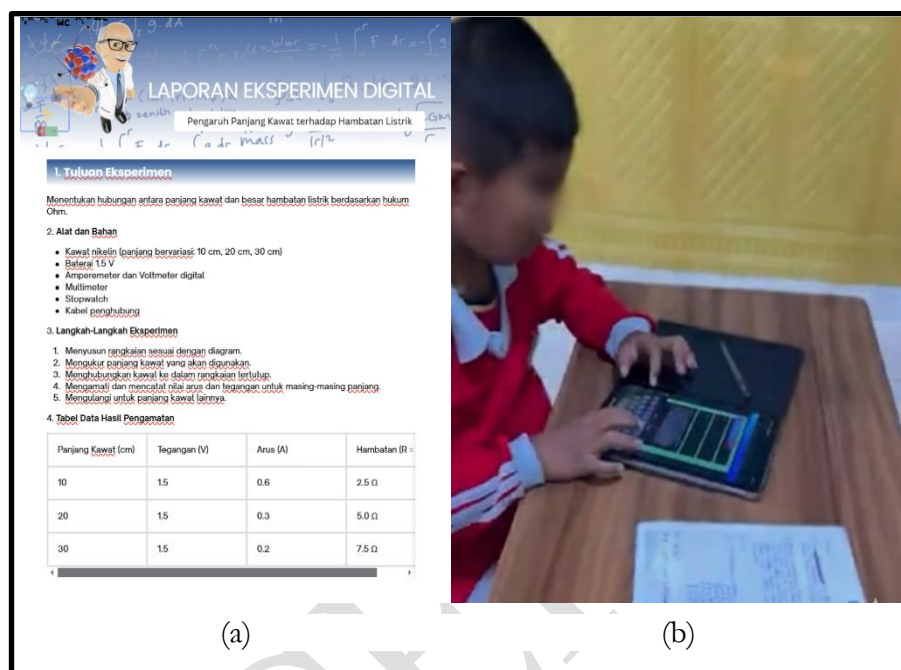 LAPORAN EKSPERIMEN DIGITAL
Pengaruh Panjang Kawat terhadap Hambatan Listrik
1. Tujuan Eksperimen
Menentukan hubungan antara panjang kawat dan besar hambatan listrik berdasarkan hukum
Ohm.
2. Alat dan Bahan
• Kawat nikelin (panjang bervariasi: 10 cm, 20 cm, 30 cm)
• Baterai 1.5 V
• Amperemeter dan Voltmeter digital
• Multimeter
• Stopwatch
• Kabel penghubung
3. Langkah-Langkah Eksperimen
1. Menyusun rangkaian sesuai dengan diagram.
2. Mengukur panjang kawat yang akan digunakan.
3. Menghubungkan kawat ke dalam rangkaian tertutup.
4. Mengamati dan mencatat nilai arus dan tegangan untuk masing-masing panjang.
5. Mengulangi untuk panjang kawat lainnya.
4. Tabel Data Hasil Pengamatan
Panjang Kawat (cm) Tegangan (V) Arus (A) Hambatan (R =
10 1.5 0.6 2.5 Ω
20 1.5 0.3 5.0 Ω
30 1.5 0.2 7.5 Ω
(a) (b)